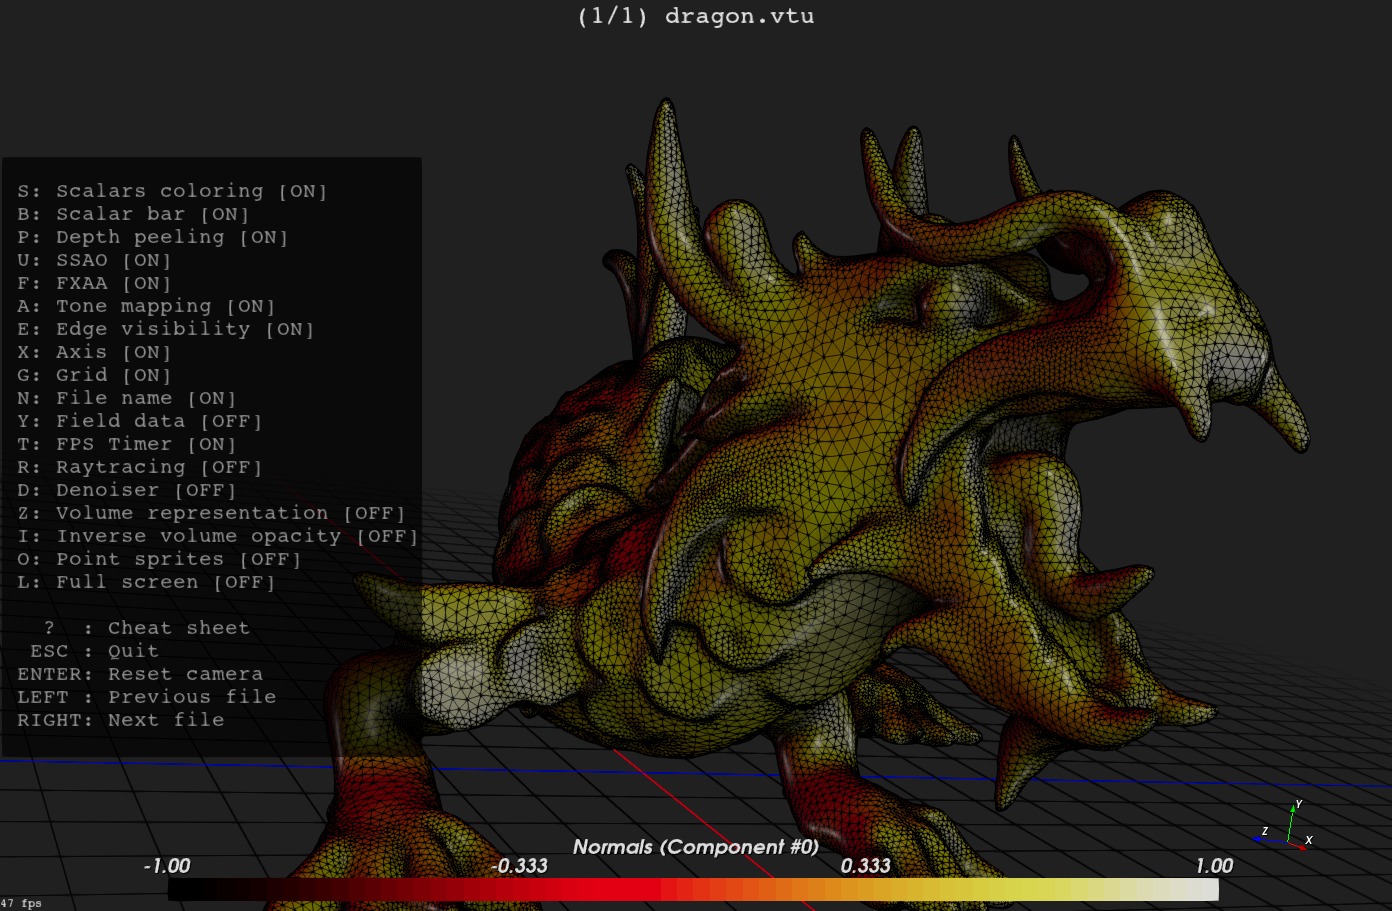 (1/1) dragon.vtu
S: Scalars coloring [ON]
B: Scalar bar [ON]
P: Depth peeling [ON]
U: SSAO [ON]
F: FXAA [ON]
A: Tone mapping [ON]
E: Edge visibility [ON]
X: Axis [ON]
G: Grid [ON]
N: File name [ON]
Y: Field data [OFF]
T: FPS Timer [ON]
R: Raytracing [OFF]
D: Denoiser [OFF]
Z: Volume representation [OFF]
I: Inverse volume opacity [OFF]
O: Point sprites [OFF]
L: Full screen [OFF]
? : Cheat sheet
ESC : Quit
ENTER: Reset camera
LEFT : Previous file
RIGHT: Next file
Y
Z
X
Normals (Component #0)
-1.00 -0.333 0.333 1.00
47 fps